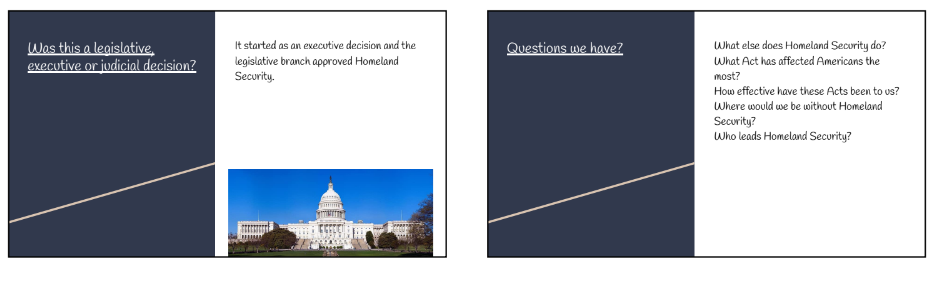 Was this a legislative,
executive or judicial decision?
It started as an executive decision and the
legislative branch approved Homeland
Security.
Questions we have?
What else does Homeland Security do?
What Act has affected Americans the
most?
How effective have these Acts been to us?
Where would we be without Homeland
Security?
Who leads Homeland Security?